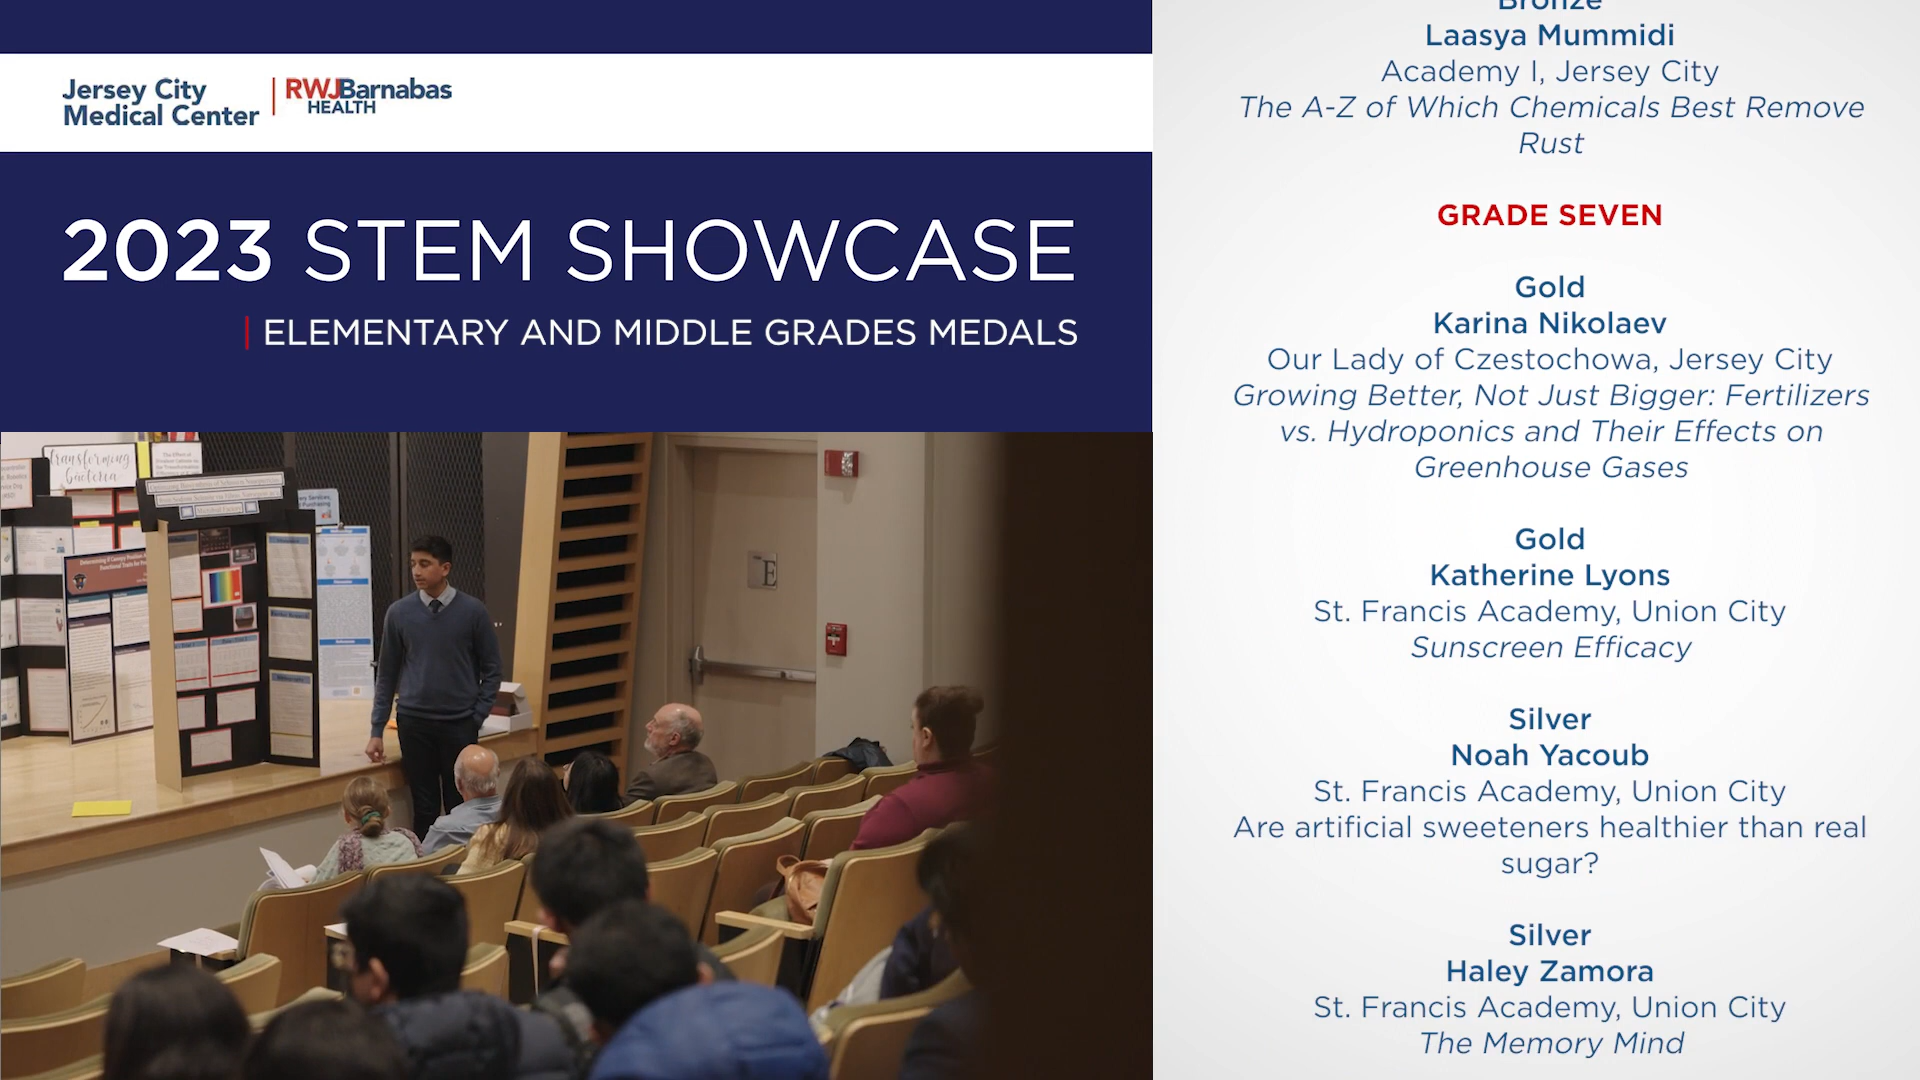 Jersey City
Medical Center
RWJBarnabas
HEALTH
2023 STEM SHOWCASE
ELEMENTARY AND MIDDLE GRADES MEDALS
transforming
bacteria
E
Bronze
Laasya Mummidi
Academy I, Jersey City
The A-Z of Which Chemicals Best Remove
Rust
GRADE SEVEN
Gold
Karina Nikolaev
Our Lady of Czestochowa, Jersey City
Growing Better, Not Just Bigger: Fertilizers
vs. Hydroponics and Their Effects on
Greenhouse Gases
Gold
Katherine Lyons
St. Francis Academy, Union City
Sunscreen Efficacy
Silver
Noah Yacoub
St. Francis Academy, Union City
Are artificial sweeteners healthier than real
sugar?
Silver
Haley Zamora
St. Francis Academy, Union City
The Memory Mind